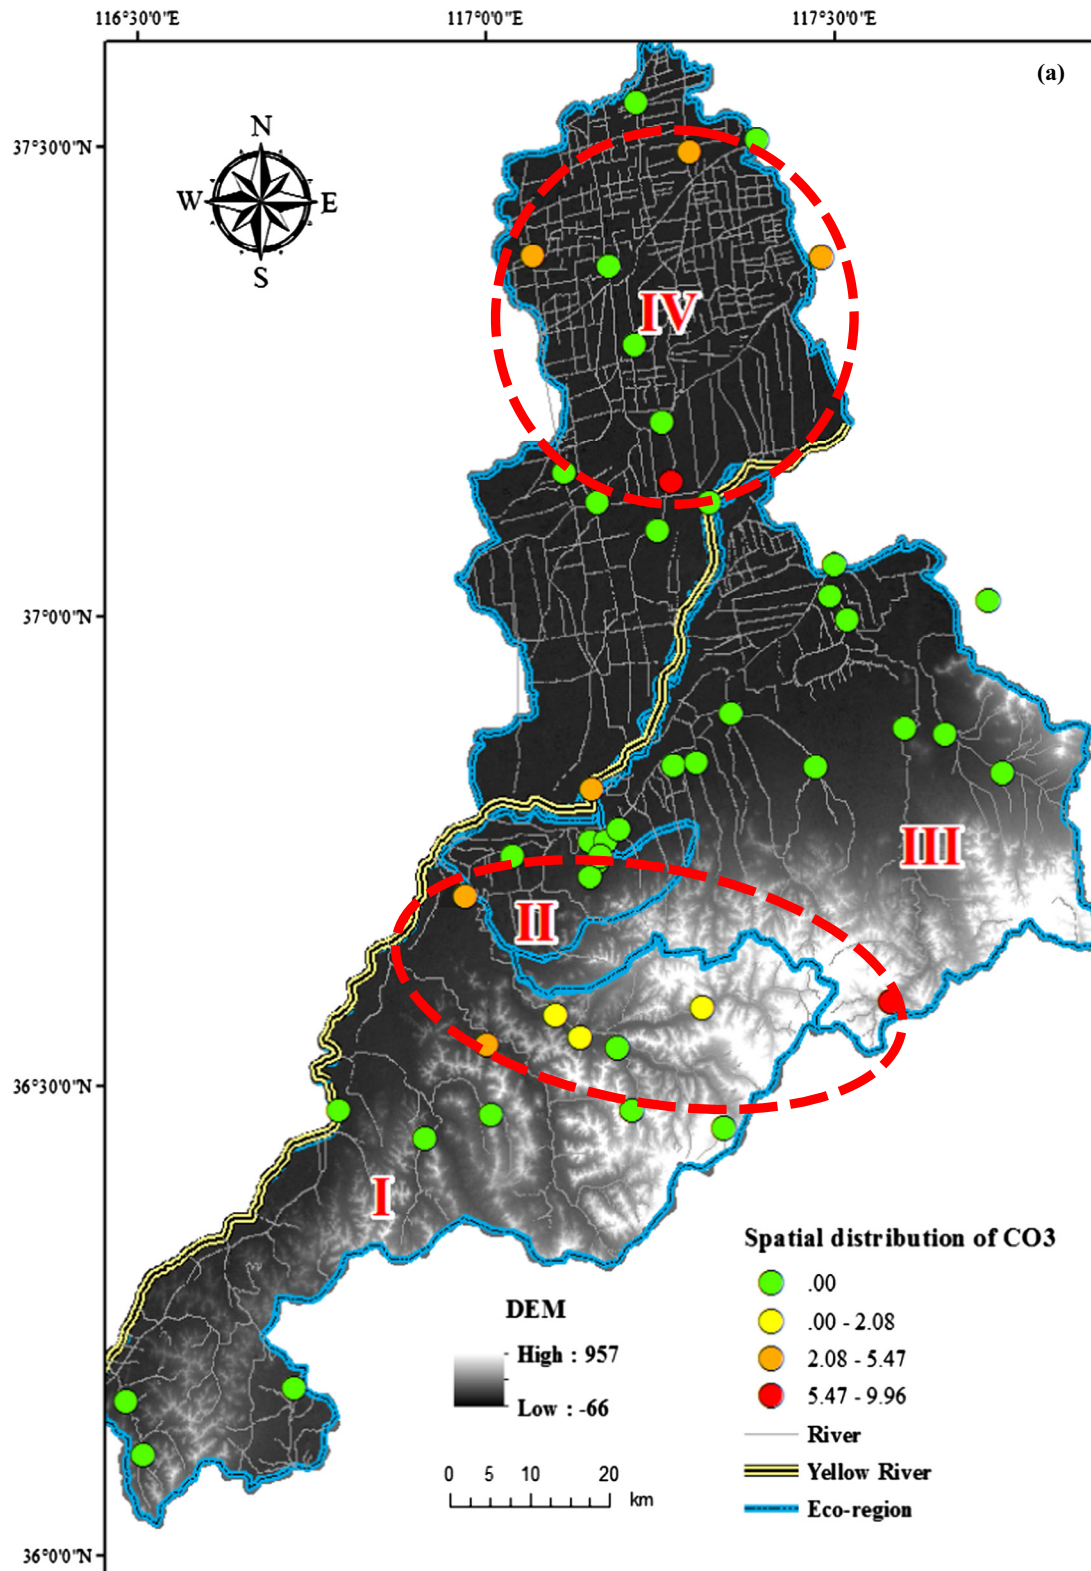 116°30'0"E
117°0'0"E
117°30'0"E
(a)
37°30'0"N
N
W
E
S
IV
37°0'0"N
III
II
36°30'0"N
I
Spatial distribution of CO3
.00
.00 - 2.08
2.08 - 5.47
5.47 - 9.96
River
Yellow River
Eco-region
DEM
High : 957
Low : -66
0 5 10 20
km
36°0'0"N